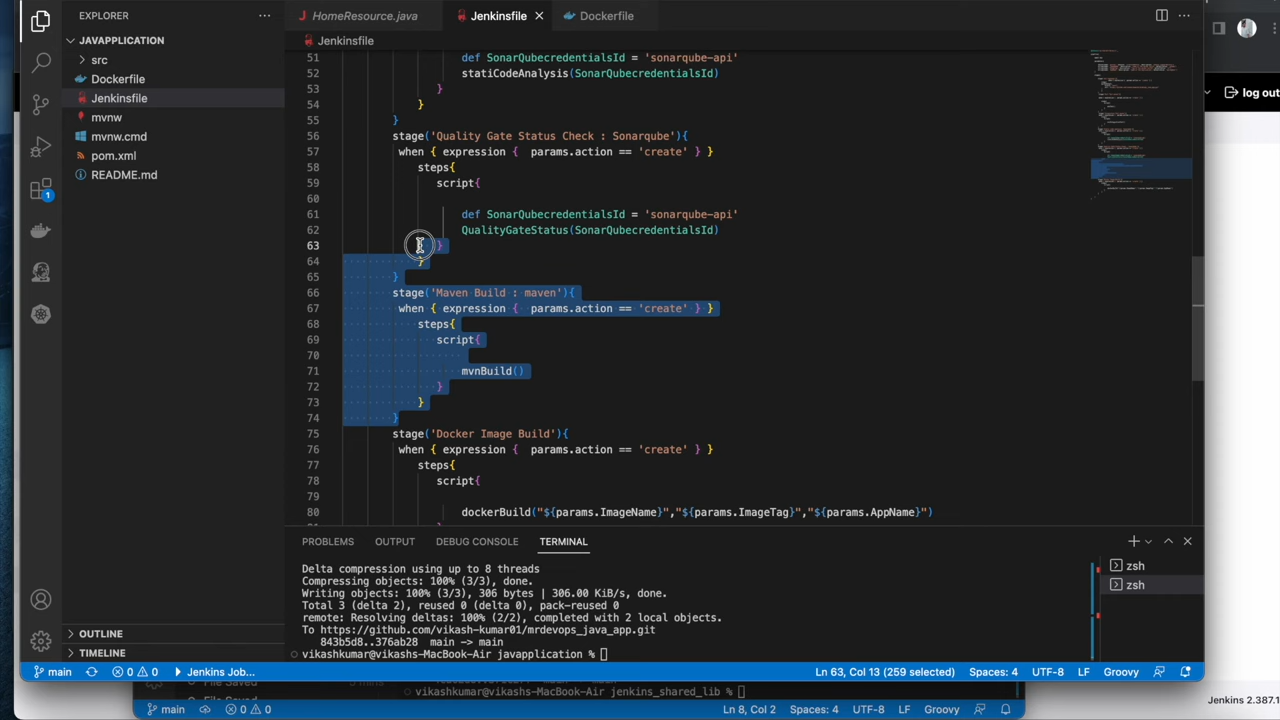 EXPLORER
HomeResource.java
Jenkinsfile
Dockerfile
JAVAPPLICATION
Jenkinsfile
src
Dockerfile
Jenkinsfile
mvnw
mvnw.cmd
pom.xml
README.md
1
log out
51 def SonarQubecredentialsId = 'sonarqube-api'
52 statiCodeAnalysis(SonarQubecredentialsId)
53 }
54 }
55 }
56 stage('Quality Gate Status Check : Sonarqube'){
57 when { expression { params.action == 'create' } }
58 steps{
59 script{
60
61 def SonarQubecredentialsId = 'sonarqube-api'
62 QualityGateStatus(SonarQubecredentialsId)
63 }
64 }
65 }
66 stage('Maven Build : maven'){
67 when { expression { params.action == 'create' } }
68 steps{
69 script{
70
71 mvnBuild()
72 }
73 }
74 }
75 stage('Docker Image Build'){
76 when { expression { params.action == 'create' } }
77 steps{
78 script{
79
80 dockerBuild("${params.ImageName}","${params.ImageTag}","${params.AppName}")
PROBLEMS OUTPUT DEBUG CONSOLE TERMINAL
zsh
zsh
Delta compression using up to 8 threads
Compressing objects: 100% (3/3), done.
Writing objects: 100% (3/3), 306 bytes | 306.00 KiB/s, done.
Total 3 (delta 2), reused 0 (delta 0), pack-reused 0
remote: Resolving deltas: 100% (2/2), completed with 2 local objects.
To https://github.com/vikash-kumar01/mrdevops_java_app.git
843b5d8..376ab28 main -> main
vikashkumar@vikashs-MacBook-Air javapplication %
OUTLINE
TIMELINE
main 0 0 Jenkins Job... Ln 63, Col 13 (259 selected) Spaces: 4 UTF-8 LF Groovy
vikashkumar@vikashs-MacBook-Air jenkins_shared_lib %
main 0 0 Ln 8, Col 2 Spaces: 4 UTF-8 LF Groovy
Jenkins 2.387.1